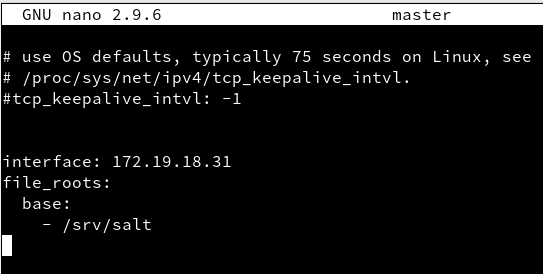 GNU nano 2.9.6 master
# use OS defaults, typically 75 seconds on Linux, see
# /proc/sys/net/ipv4/tcp_keepalive_intvl.
#tcp_keepalive_intvl: -1
interface: 172.19.18.31
file_roots:
  base:
    - /srv/salt